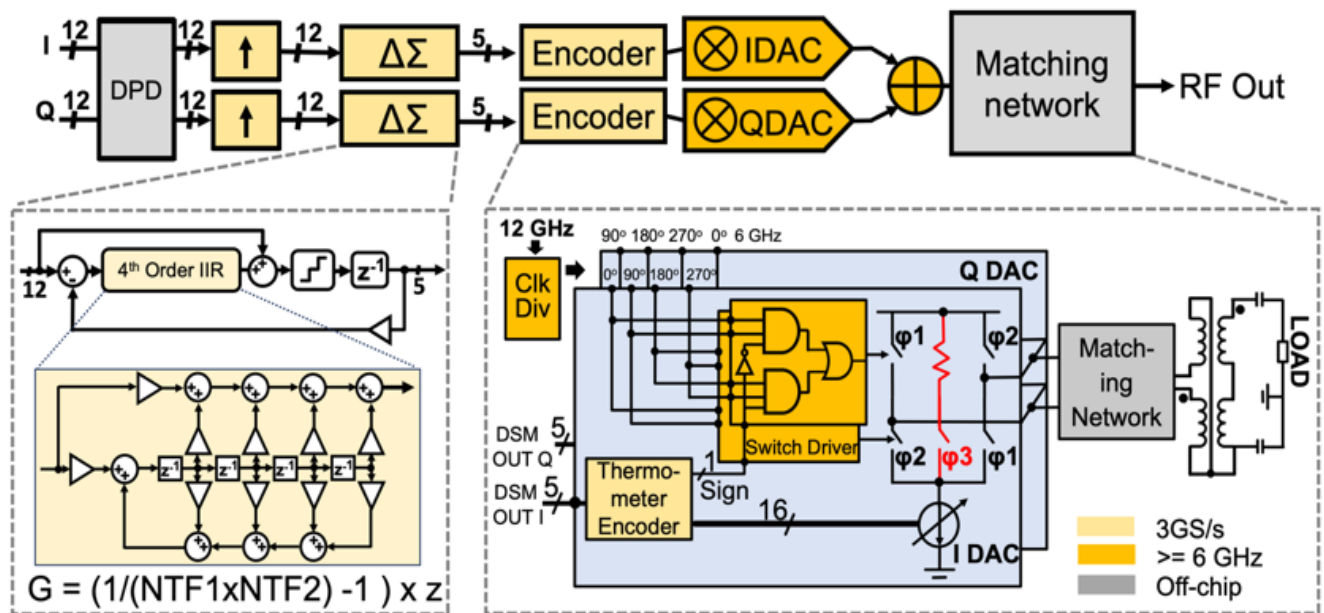 I 12 12 12 5
DPD
↑
ΔΣ
Encoder
IDAC
Q 12 12 12 5
↑
ΔΣ
Encoder
QDAC
Matching
network
RF Out
12
4th Order IIR
z-1
5
z-1 z-1 z-1 z-1
G = (1/(NTF1xNTF2) -1 ) x z
12 GHz
Clk
Div
90° 180° 270° 0° 6 GHz
0° 90° 180° 270°
Q DAC
φ1
φ2
φ2
φ3
φ1
Switch Driver
DSM
OUT Q
5
DSM
OUT I
5
Thermo-
meter
Encoder
1
Sign
16
I DAC
Match-
ing
Network
LOAD
3GS/s
>= 6 GHz
Off-chip